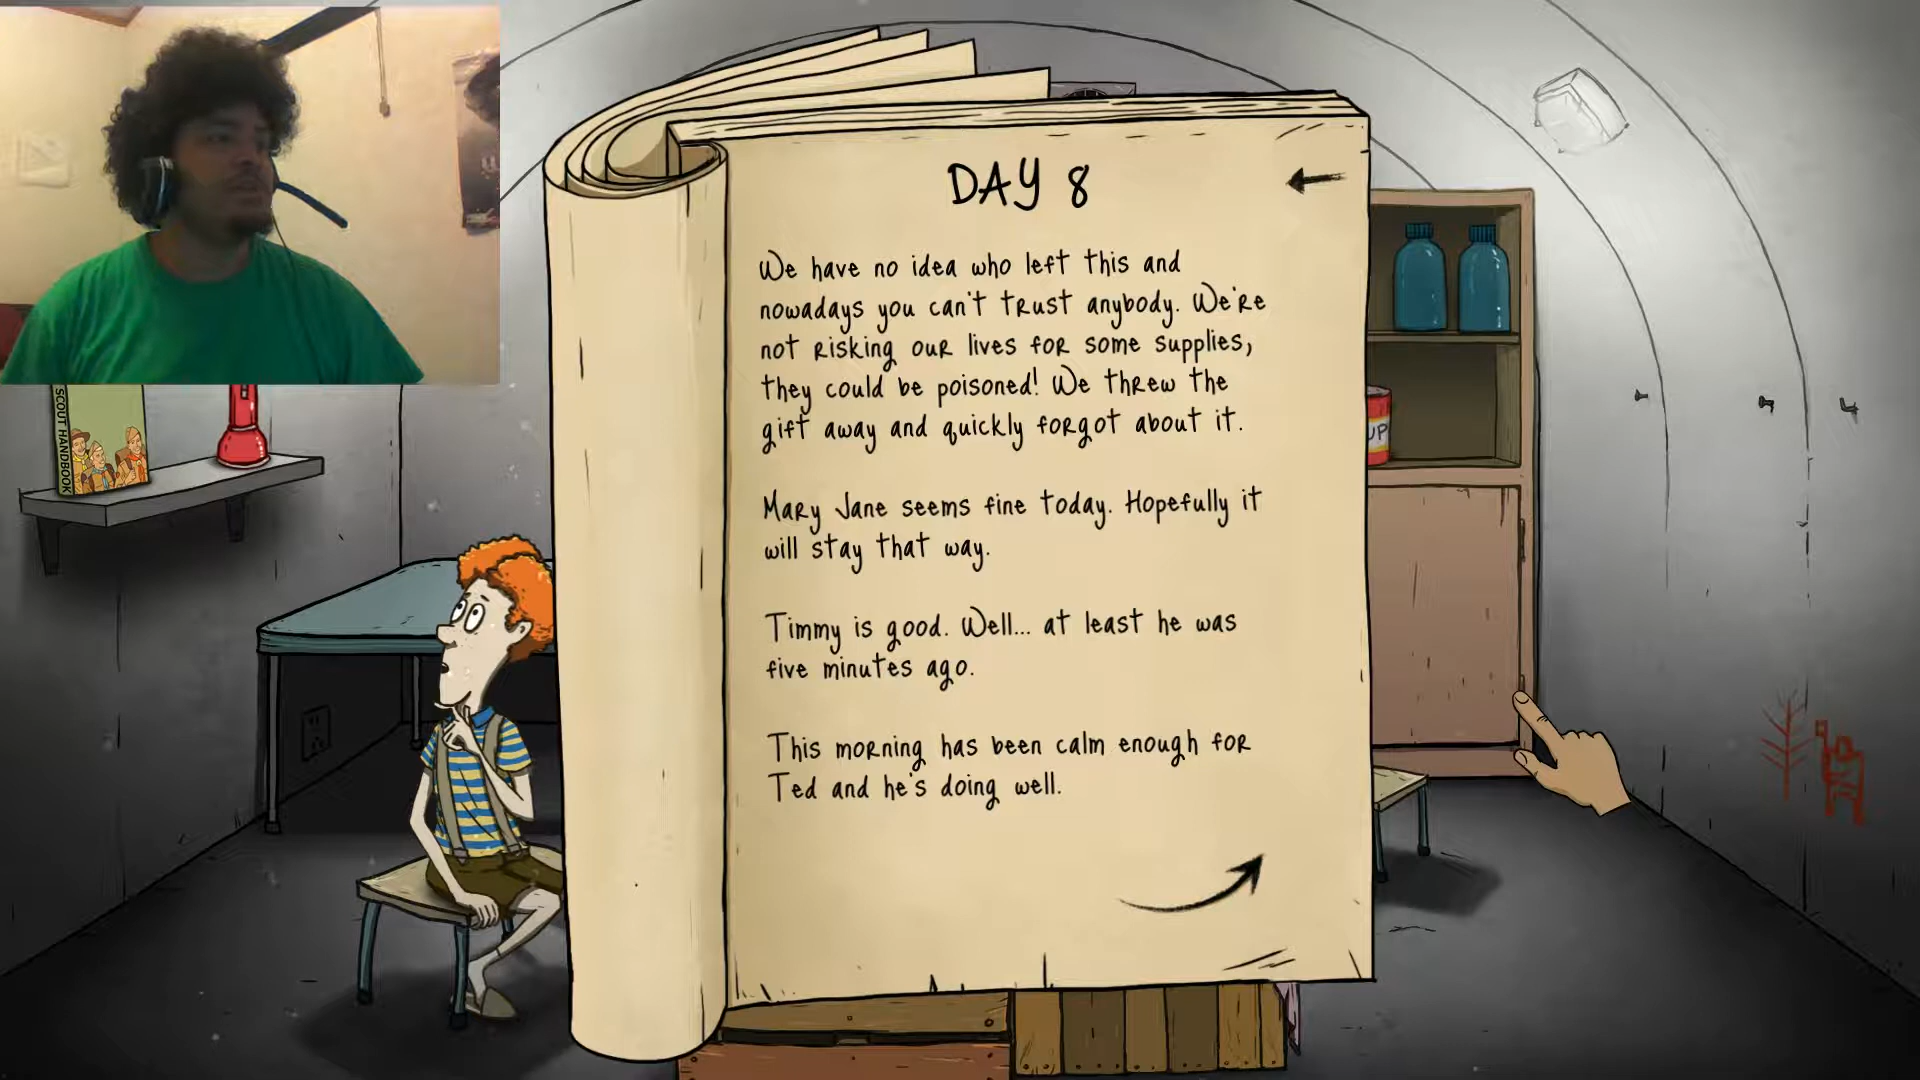 DAY 8
We have no idea who left this and
nowadays you can't trust anybody. We're
not risking our lives for some supplies,
they could be poisoned! We threw the
gift away and quickly forgot about it.
Mary Jane seems fine today. Hopefully it
will stay that way.
Timmy is good. Well... at least he was
five minutes ago.
This morning has been calm enough for
Ted and he's doing well.
SCOUT HANDBOOK
UP